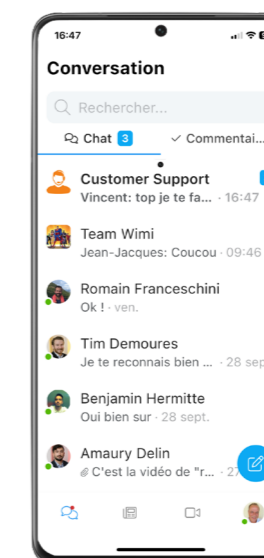 16:47
Conversation
Rechercher...
Chat 3 Commentai...
Customer Support
Vincent: top je te fa... · 16:47
Team Wimi
Jean-Jacques: Coucou · 09:46
Romain Franceschini
Ok ! · ven.
Tim Demoures
Je te reconnais bien ... · 28 sep
Benjamin Hermitte
Oui bien sur · 28 sept.
Amaury Delin
C'est la vidéo de "r... · 27